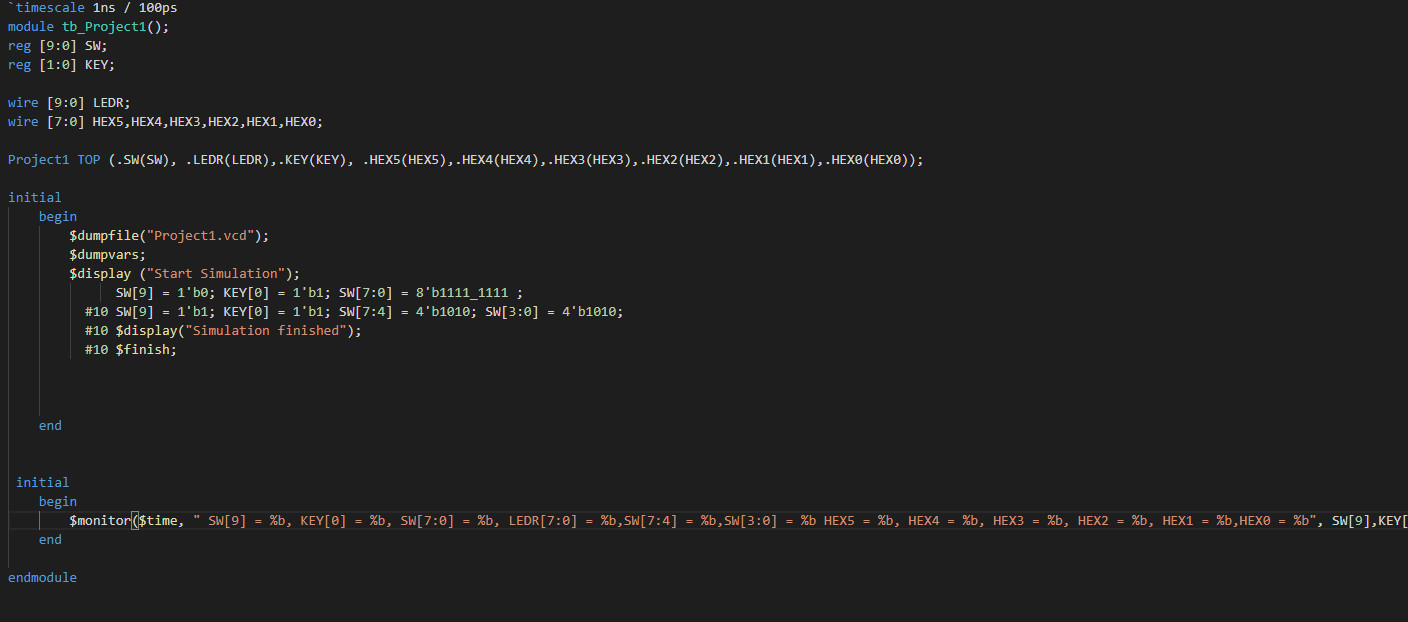 `timescale 1ns / 100ps
module tb_Project1();
reg [9:0] SW;
reg [1:0] KEY;
wire [9:0] LEDR;
wire [7:0] HEX5,HEX4,HEX3,HEX2,HEX1,HEX0;
Project1 TOP (.SW(SW), .LEDR(LEDR),.KEY(KEY), .HEX5(HEX5),.HEX4(HEX4),.HEX3(HEX3),.HEX2(HEX2),.HEX1(HEX1),.HEX0(HEX0));
initial
begin
$dumpfile("Project1.vcd");
$dumpvars;
$display ("Start Simulation");
SW[9] = 1'b0; KEY[0] = 1'b1; SW[7:0] = 8'b1111_1111 ;
#10 SW[9] = 1'b1; KEY[0] = 1'b1; SW[7:4] = 4'b1010; SW[3:0] = 4'b1010;
#10 $display("Simulation finished");
#10 $finish;
end
initial
begin
$monitor($time, " SW[9] = %b, KEY[0] = %b, SW[7:0] = %b, LEDR[7:0] = %b,SW[7:4] = %b,SW[3:0] = %b HEX5 = %b, HEX4 = %b, HEX3 = %b, HEX2 = %b, HEX1 = %b,HEX0 = %b", SW[9],KEY[
end
endmodule